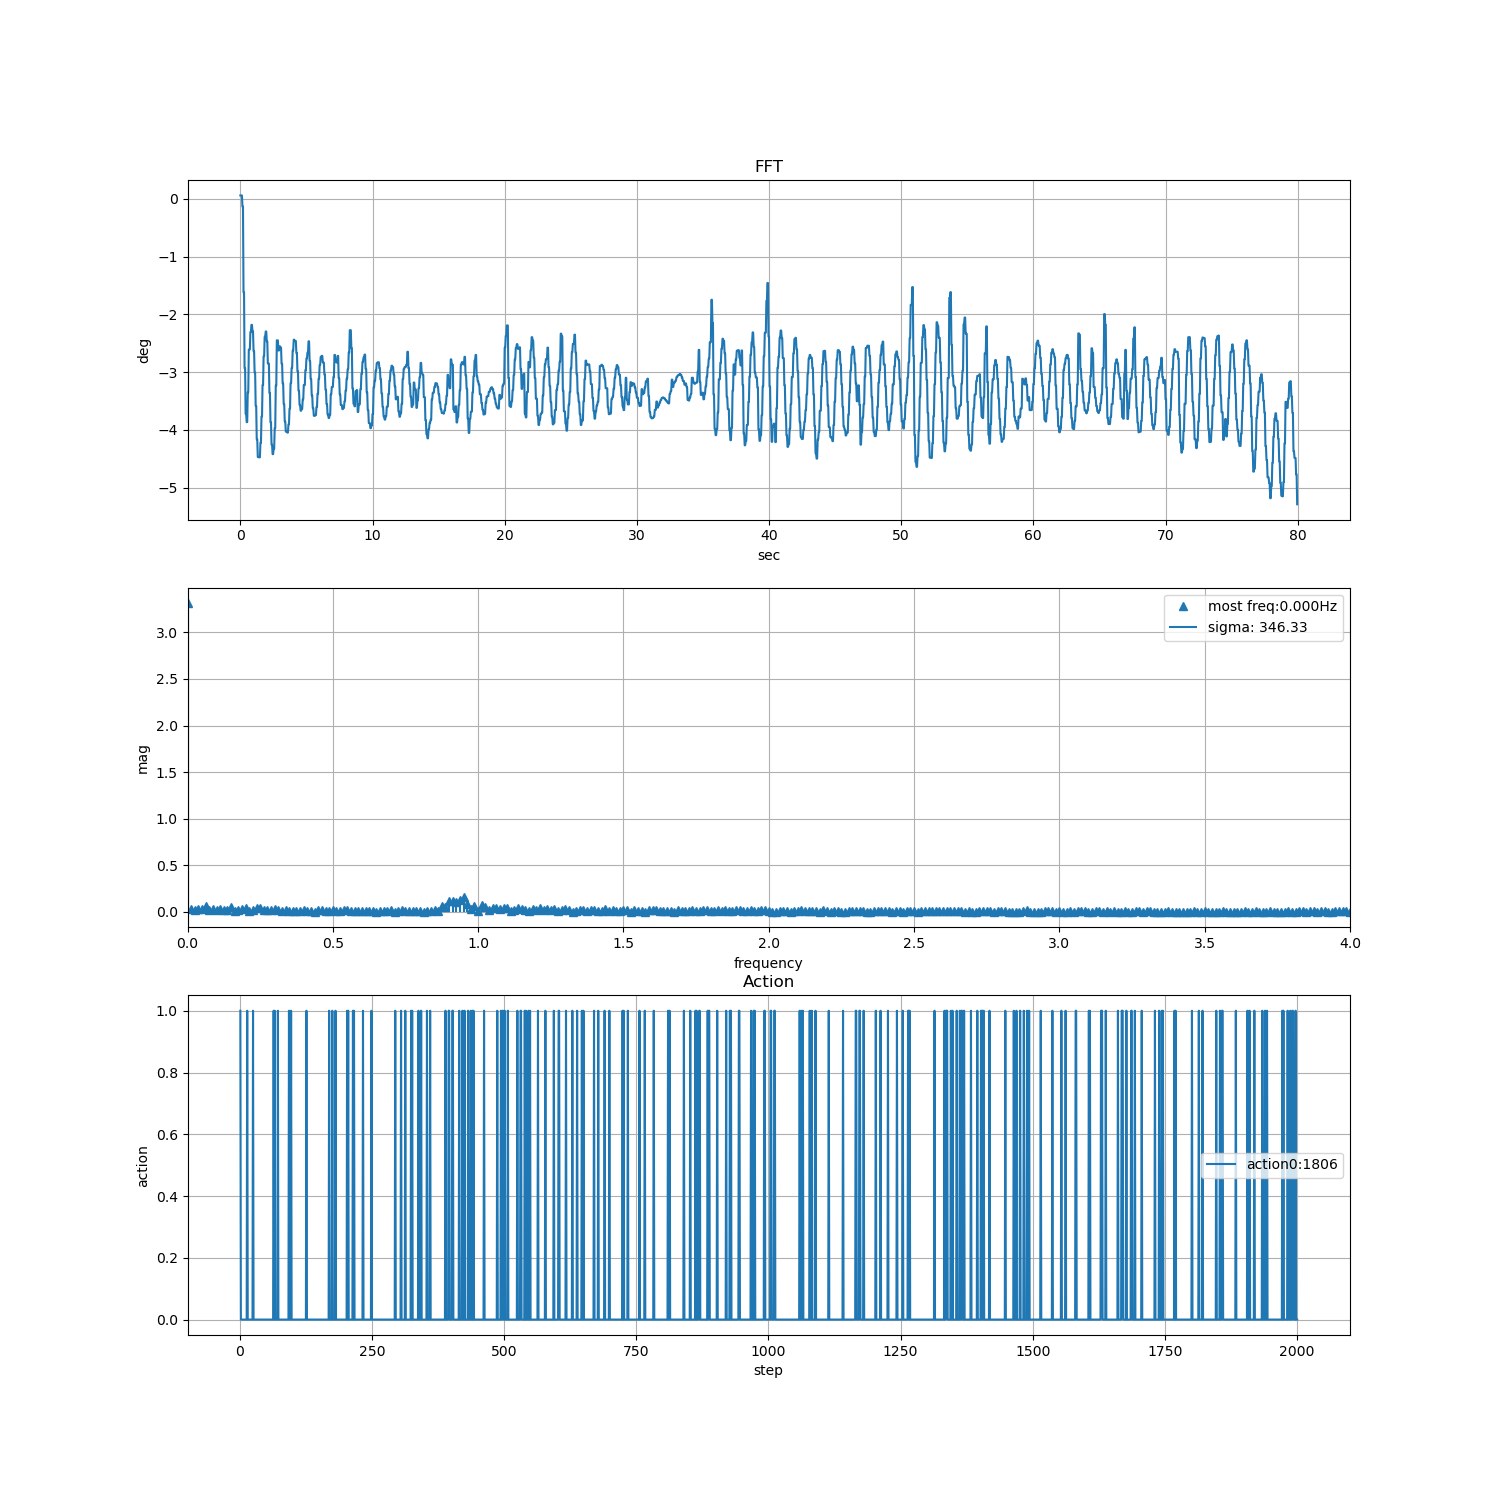 FFT
0
−1
−2
−3
−4
−5
deg
0 10 20 30 40 50 60 70 80
sec
most freq:0.000Hz
sigma: 346.33
3.0
2.5
2.0
1.5
1.0
0.5
0.0
mag
0.0 0.5 1.0 1.5 2.0 2.5 3.0 3.5 4.0
frequency
Action
1.0
0.8
0.6
0.4
0.2
0.0
action
action0:1806
0 250 500 750 1000 1250 1500 1750 2000
step